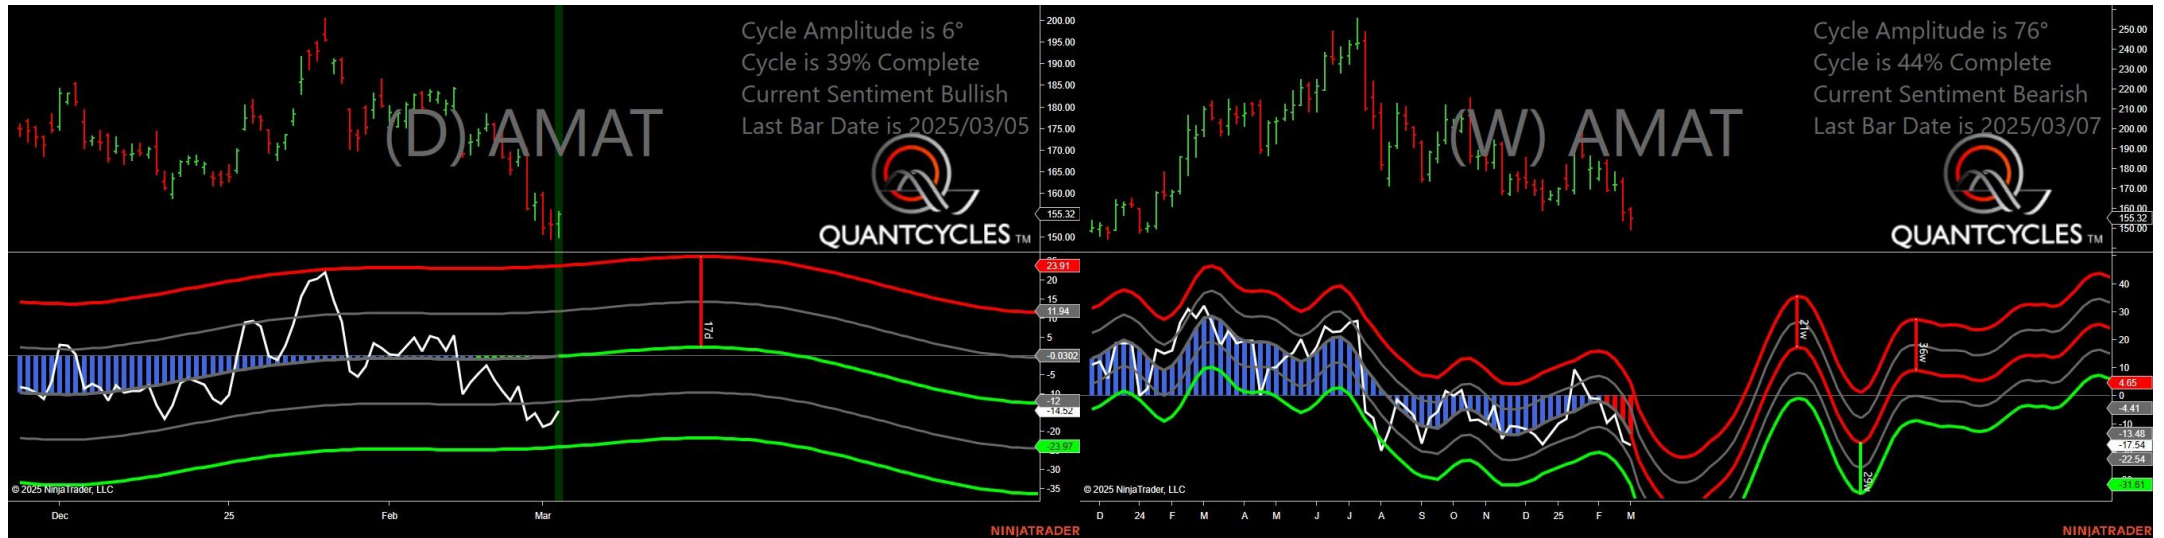 Cycle Amplitude is 6°
Cycle is 39% Complete
Current Sentiment Bullish
Last Bar Date is 2025/03/05
(D) AMAT
QUANTCYCLES TM
200.00
195.00
190.00
185.00
180.00
175.00
170.00
165.00
160.00
155.32
150.00
23.91
20
15
11.94
10
5
-0.0302
-5
-10
-12
-14.52
-20
-23.97
-30
-35
17d
© 2025 NinjaTrader, LLC
Dec 25 Feb Mar
NINJATRADER
Cycle Amplitude is 76°
Cycle is 44% Complete
Current Sentiment Bearish
Last Bar Date is 2025/03/07
(W) AMAT
QUANTCYCLES TM
250.00
240.00
230.00
220.00
210.00
200.00
190.00
180.00
170.00
160.00
155.32
150.00
40
30
20
10
4.65
0
-4.41
-10
-13.48
-17.54
-22.54
-31.61
21w
36w
29w
© 2025 NinjaTrader, LLC
D 24 F M A M J J A S O N D 25 F M
NINJATRADER